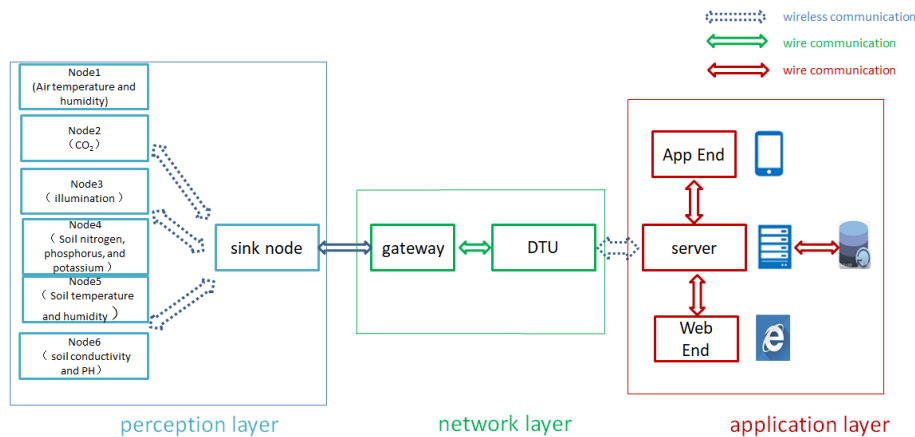 wireless communication
wire communication
wire communication
Node1
(Air temperature and
humidity)
Node2
（CO₂）
Node3
（ illumination ）
Node4
（ Soil nitrogen,
phosphorus, and
potassium ）
Node5
（ Soil temperature
and humidity ）
Node6
（ soil conductivity
and PH）
sink node
gateway
DTU
App End
server
Web
End
perception layer
network layer
application layer